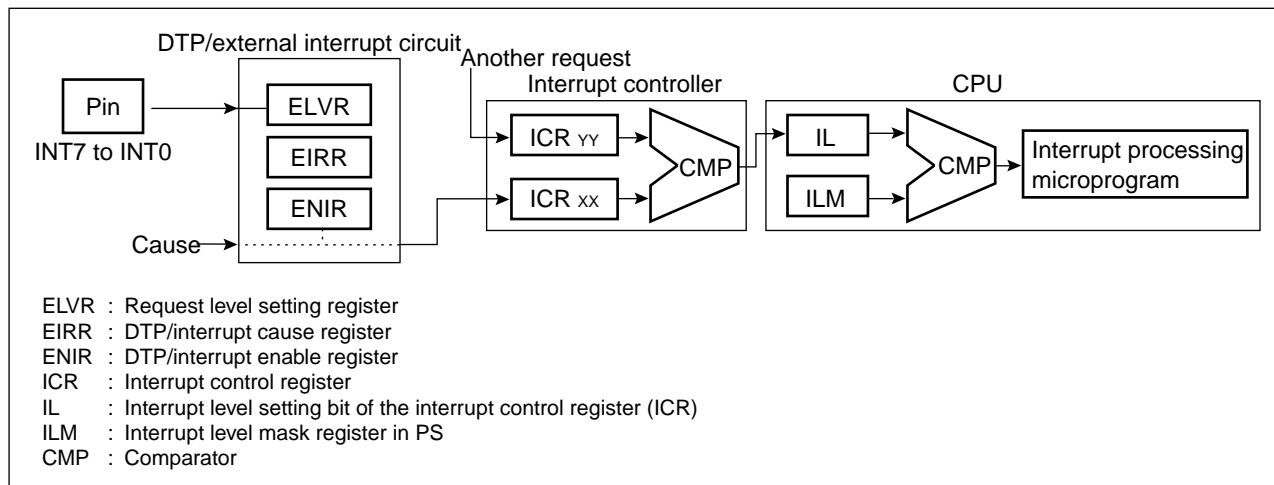 DTP/external interrupt circuit
Another request
Interrupt controller
CPU
Pin
INT7 to INT0
ELVR
EIRR
ENIR
Cause
ICR YY
ICR XX
CMP
IL
ILM
CMP
Interrupt processing
microprogram
ELVR : Request level setting register
EIRR : DTP/interrupt cause register
ENIR : DTP/interrupt enable register
ICR : Interrupt control register
IL : Interrupt level setting bit of the interrupt control register (ICR)
ILM : Interrupt level mask register in PS
CMP : Comparator